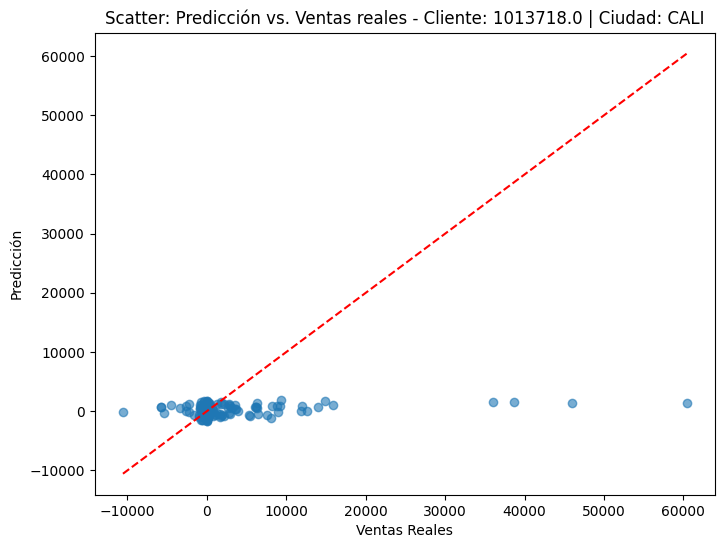 Scatter: Predicción vs. Ventas reales - Cliente: 1013718.0 | Ciudad: CALI
60000
50000
40000
30000
20000
10000
0
−10000
Predicción
−10000 0 10000 20000 30000 40000 50000 60000
Ventas Reales